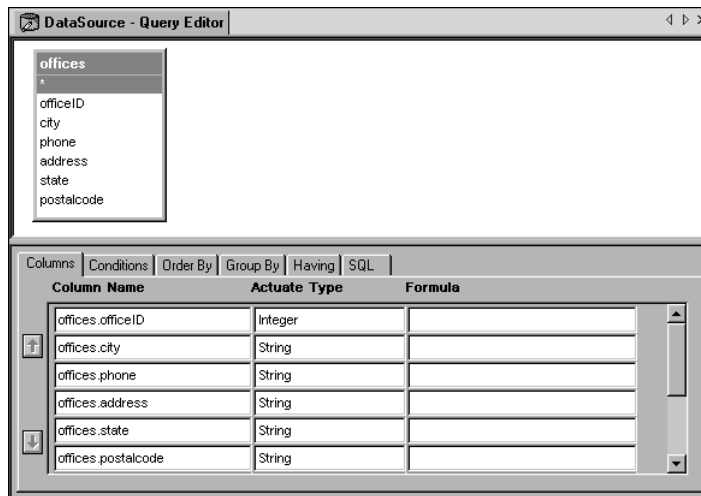 DataSource - Query Editor
offices
*
officeID
city
phone
address
state
postalcode
Columns Conditions Order By Group By Having SQL
Column Name Actuate Type Formula
offices.officeID Integer
offices.city String
offices.phone String
offices.address String
offices.state String
offices.postalcode String